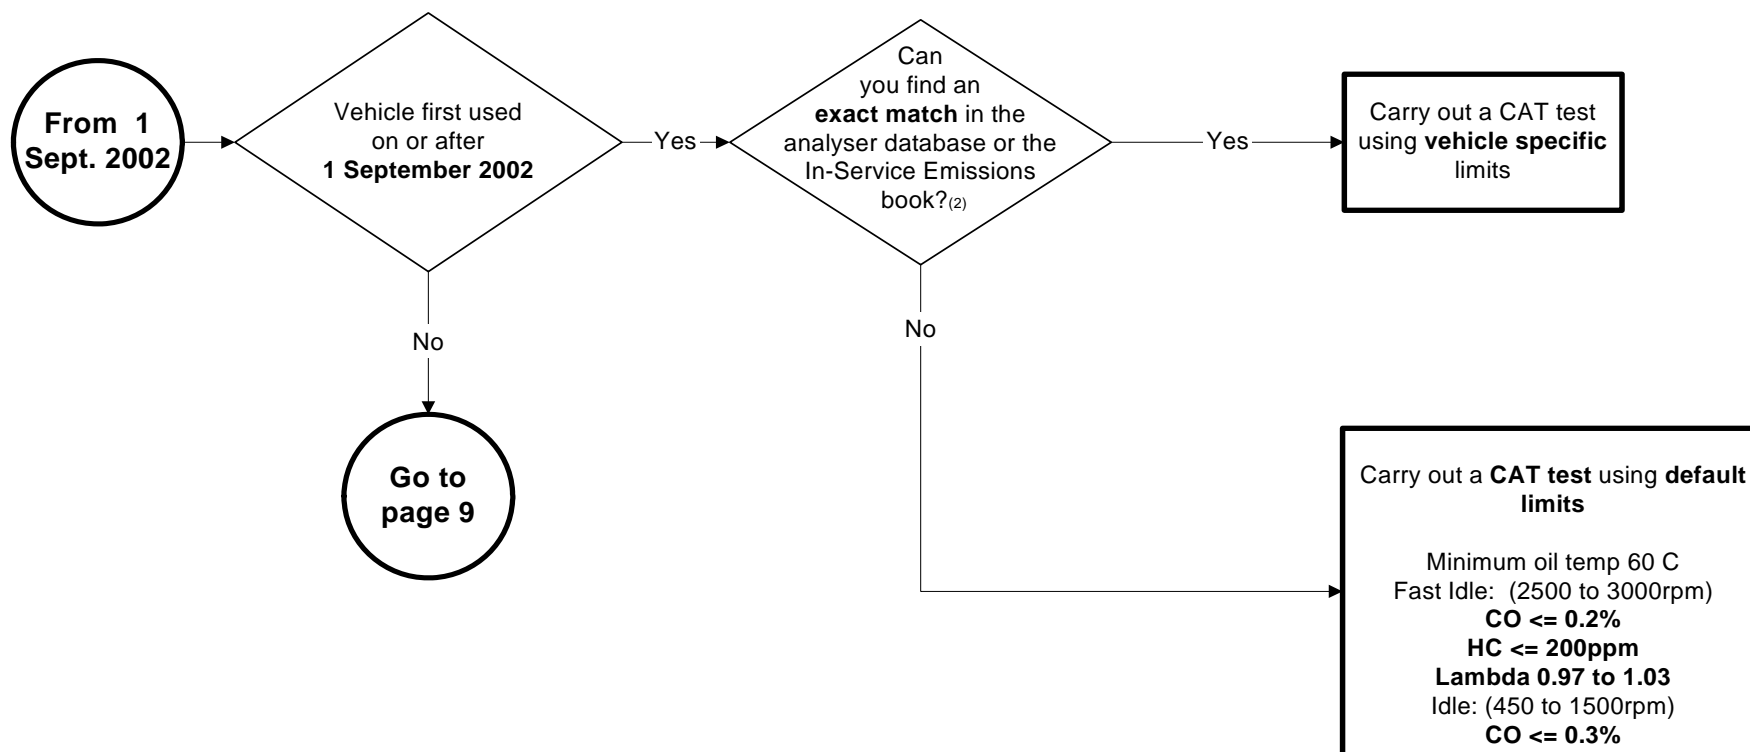 From 1
Sept. 2002
Vehicle first used
on or after
1 September 2002
Yes
Can
you find an
exact match in the
analyser database or the
In-Service Emissions
book?(2)
Yes
Carry out a CAT test
using vehicle specific
limits
No
No
Go to
page 9
Carry out a CAT test using default
limits
Minimum oil temp 60 C
Fast Idle: (2500 to 3000rpm)
CO <= 0.2%
HC <= 200ppm
Lambda 0.97 to 1.03
Idle: (450 to 1500rpm)
CO <= 0.3%